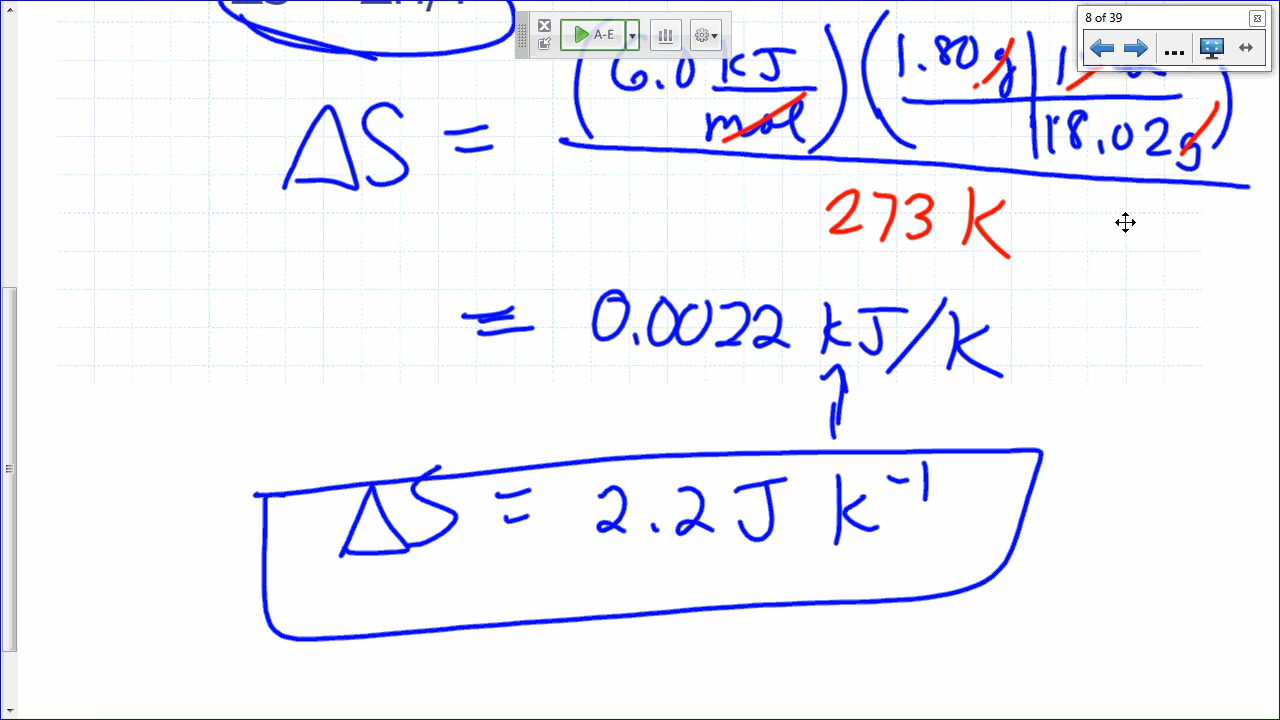 8 of 39
A-E
(6.0 kJ/mol) (1.80 g | 1 / 18.02 g)
ΔS =
273 K
= 0.0022 kJ/K
ΔS = 2.2 J K⁻¹